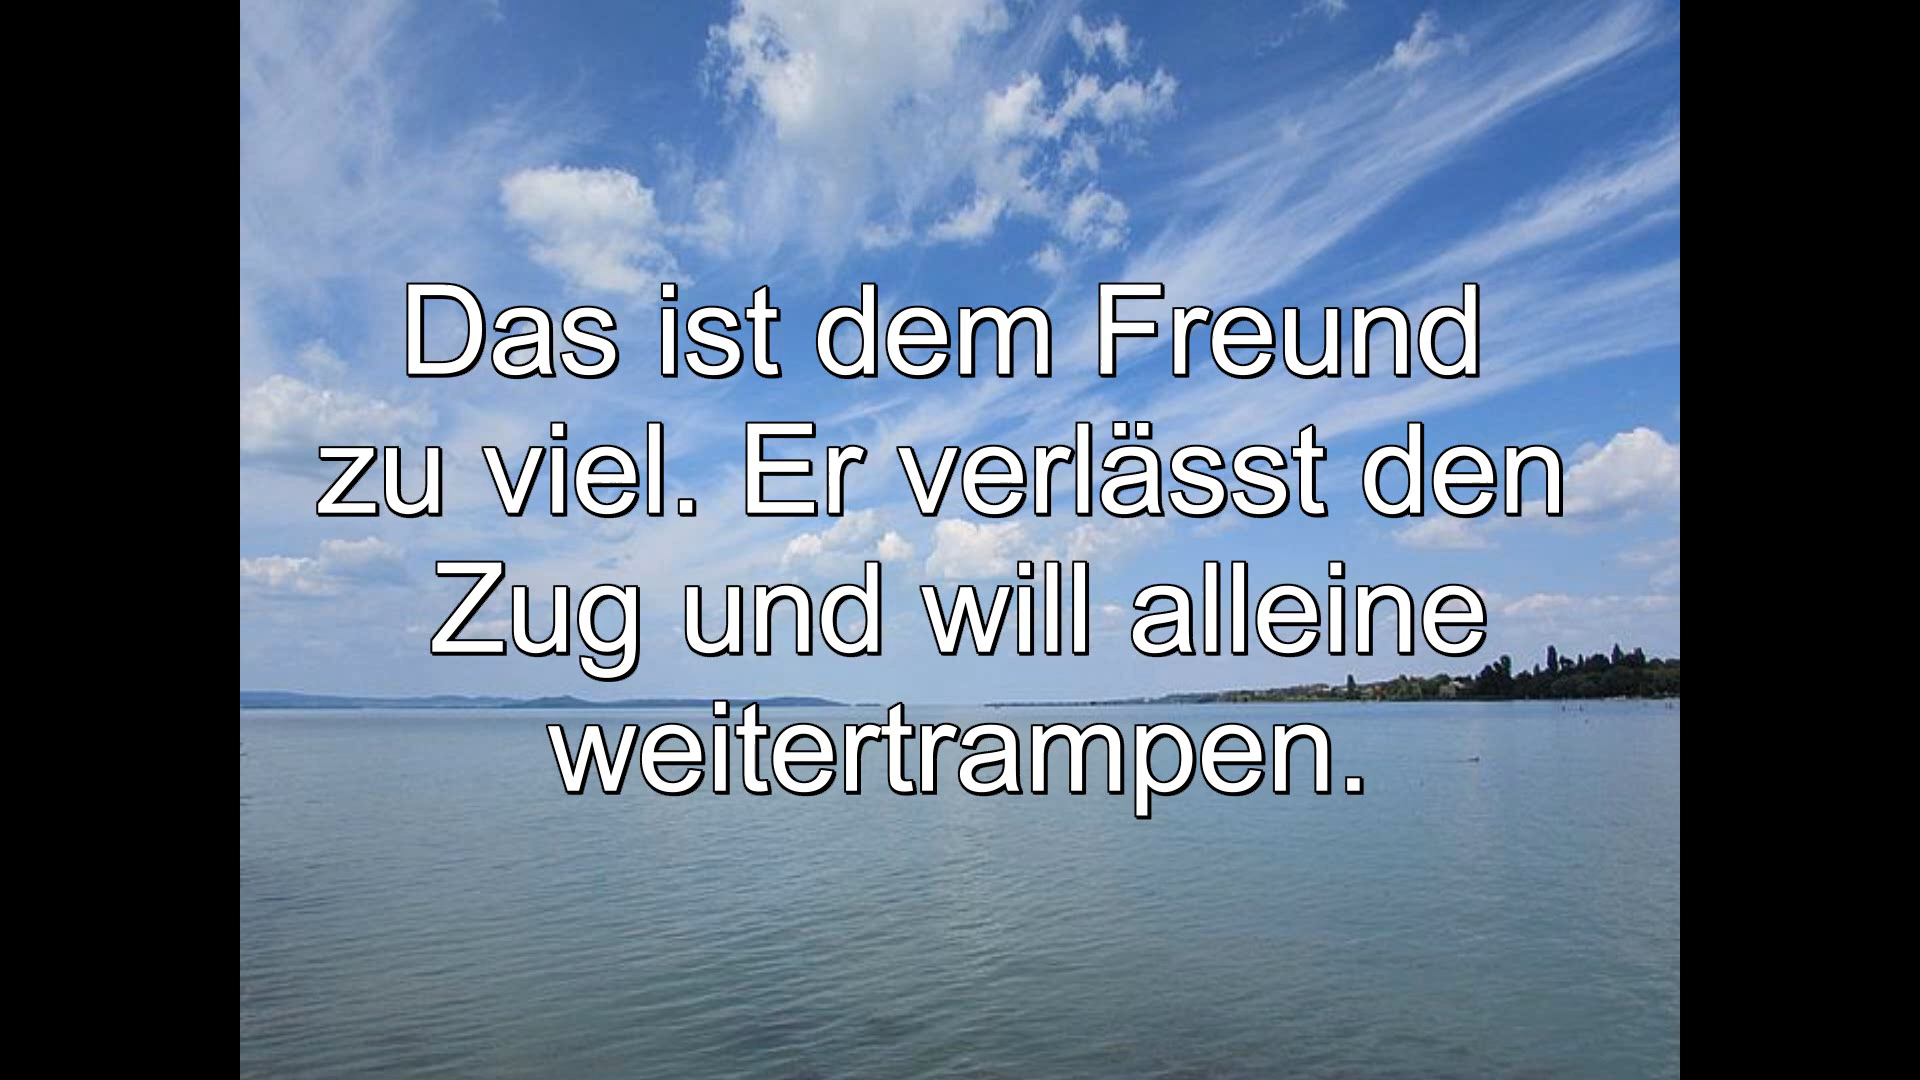 Das ist dem Freund
zu viel. Er verlässt den
Zug und will alleine
weitertrampen.